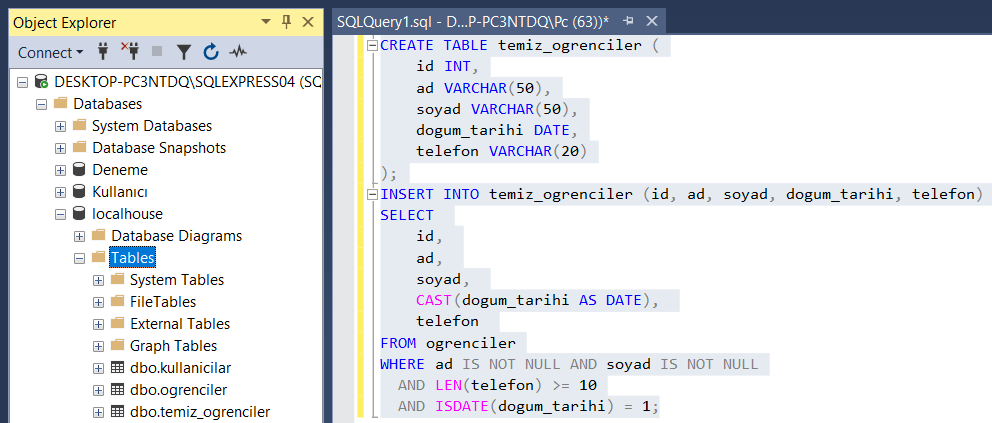 Object Explorer
Connect
DESKTOP-PC3NTDQ\SQLEXPRESS04 (SQ
Databases
System Databases
Database Snapshots
Deneme
Kullanıcı
localhouse
Database Diagrams
Tables
System Tables
FileTables
External Tables
Graph Tables
dbo.kullanicilar
dbo.ogrenciler
dbo.temiz_ogrenciler
SQLQuery1.sql - D...P-PC3NTDQ\Pc (63))*
CREATE TABLE temiz_ogrenciler (
id INT,
ad VARCHAR(50),
soyad VARCHAR(50),
dogum_tarihi DATE,
telefon VARCHAR(20)
);
INSERT INTO temiz_ogrenciler (id, ad, soyad, dogum_tarihi, telefon)
SELECT
id,
ad,
soyad,
CAST(dogum_tarihi AS DATE),
telefon
FROM ogrenciler
WHERE ad IS NOT NULL AND soyad IS NOT NULL
AND LEN(telefon) >= 10
AND ISDATE(dogum_tarihi) = 1;